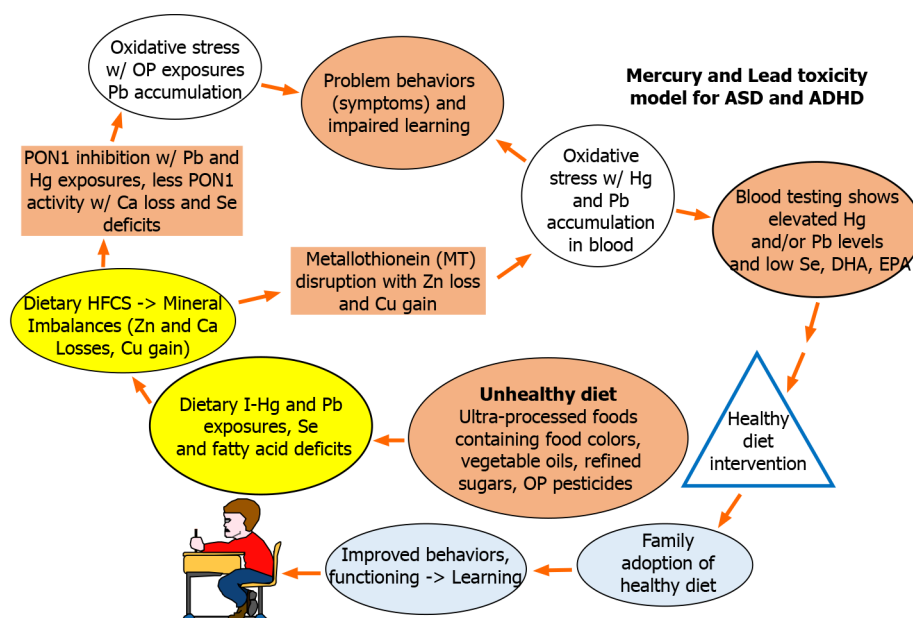 Mercury and Lead toxicity
model for ASD and ADHD
Oxidative stress
w/ OP exposures
Pb accumulation
Problem behaviors
(symptoms) and
impaired learning
Oxidative
stress w/ Hg
and Pb
accumulation
in blood
Blood testing shows
elevated Hg
and/or Pb levels
and low Se, DHA, EPA
PON1 inhibition w/ Pb and
Hg exposures, less PON1
activity w/ Ca loss and Se
deficits
Metallothionein (MT)
disruption with Zn loss
and Cu gain
Dietary HFCS -> Mineral
Imbalances (Zn and Ca
Losses, Cu gain)
Dietary I-Hg and Pb
exposures, Se
and fatty acid deficits
Unhealthy diet
Ultra-processed foods
containing food colors,
vegetable oils, refined
sugars, OP pesticides
Healthy
diet
intervention
Improved behaviors,
functioning -> Learning
Family
adoption of
healthy diet